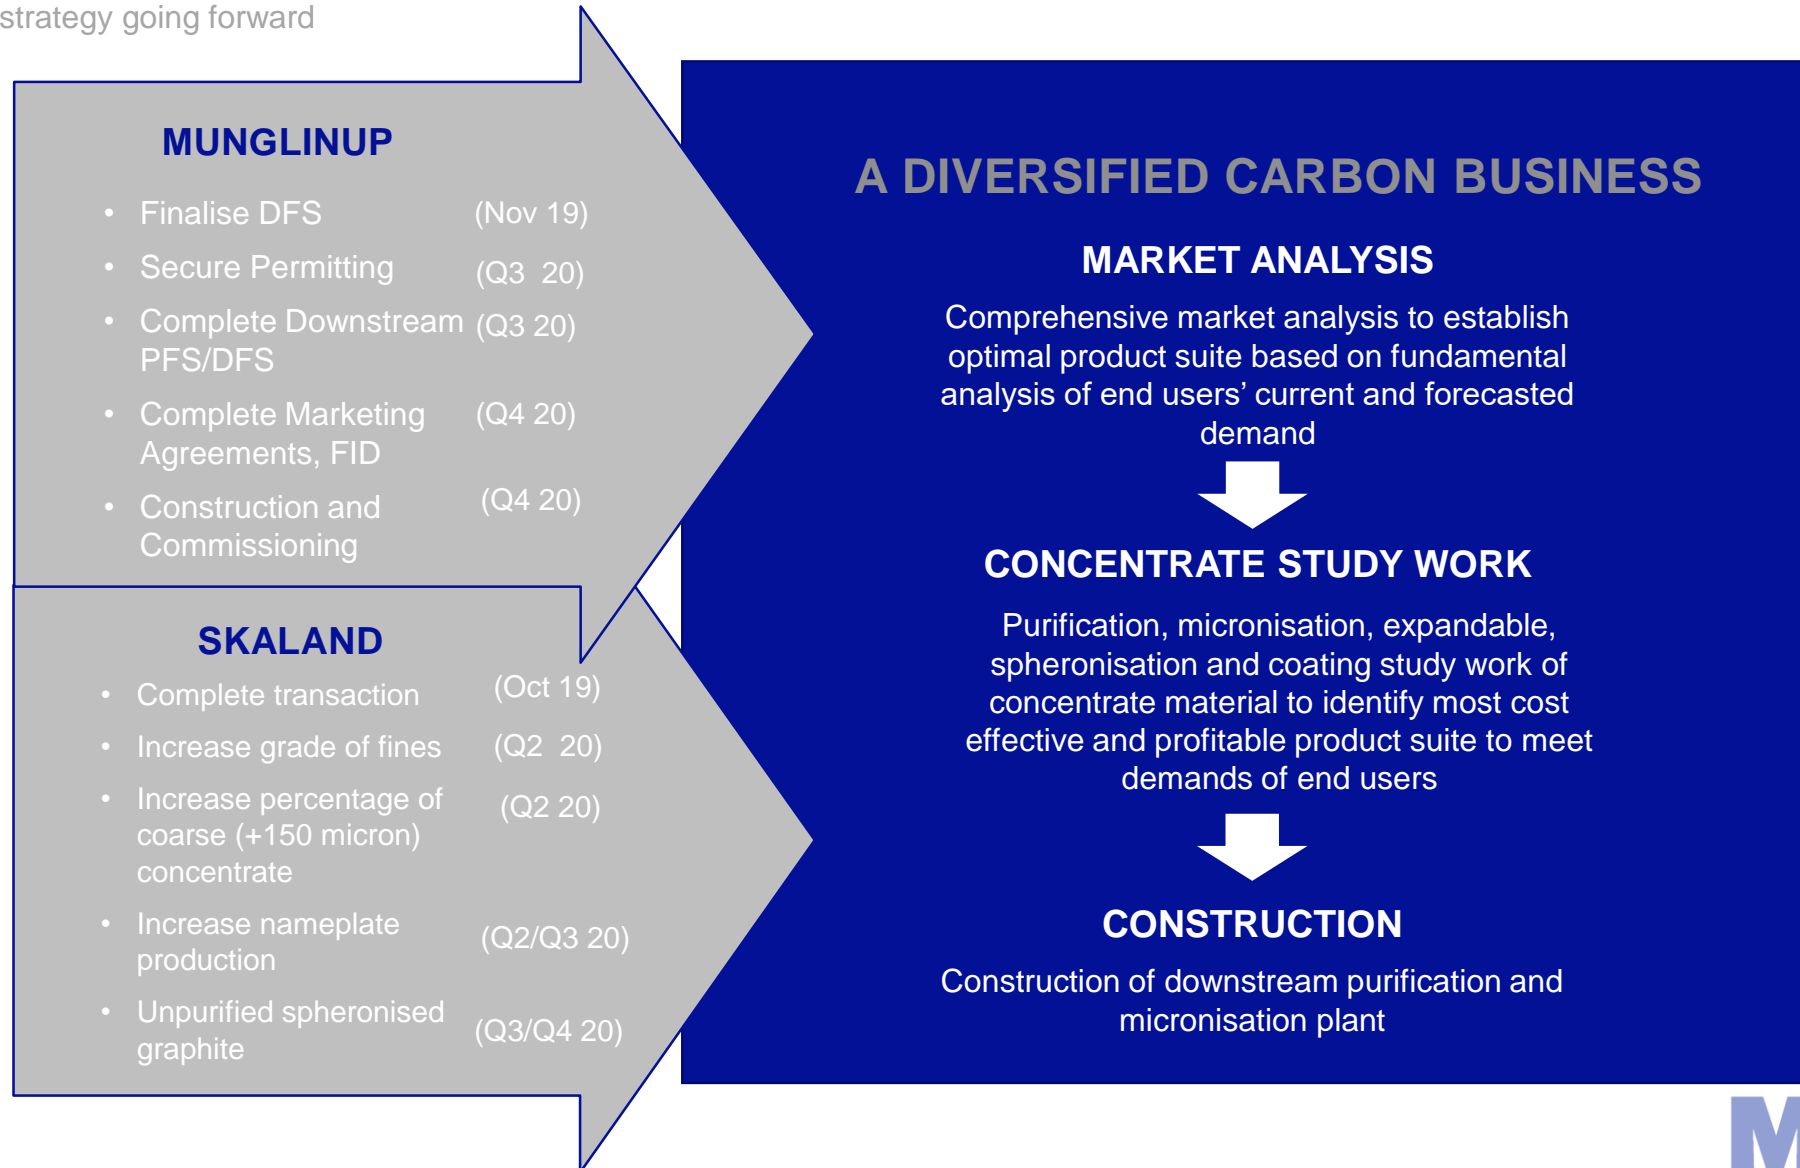 strategy going forward
MUNGLINUP
• Finalise DFS (Nov 19)
• Secure Permitting (Q3 20)
• Complete Downstream (Q3 20)
PFS/DFS
• Complete Marketing (Q4 20)
Agreements, FID
• Construction and (Q4 20)
Commissioning
SKALAND
• Complete transaction (Oct 19)
• Increase grade of fines (Q2 20)
• Increase percentage of (Q2 20)
coarse (+150 micron)
concentrate
• Increase nameplate (Q2/Q3 20)
production
• Unpurified spheronised (Q3/Q4 20)
graphite
A DIVERSIFIED CARBON BUSINESS
MARKET ANALYSIS
Comprehensive market analysis to establish
optimal product suite based on fundamental
analysis of end users’ current and forecasted
demand
CONCENTRATE STUDY WORK
Purification, micronisation, expandable,
spheronisation and coating study work of
concentrate material to identify most cost
effective and profitable product suite to meet
demands of end users
CONSTRUCTION
Construction of downstream purification and
micronisation plant
M